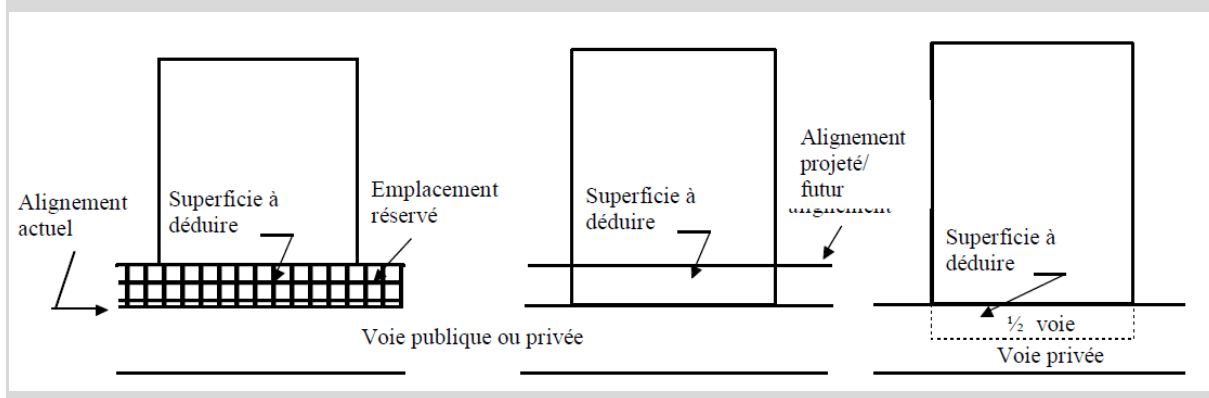 Alignement
actuel
Superficie à
déduire
Emplacement
réservé
Superficie à
déduire
Alignement
projeté/
futur
alignement
Superficie à
déduire
½ voie
Voie publique ou privée
Voie privée